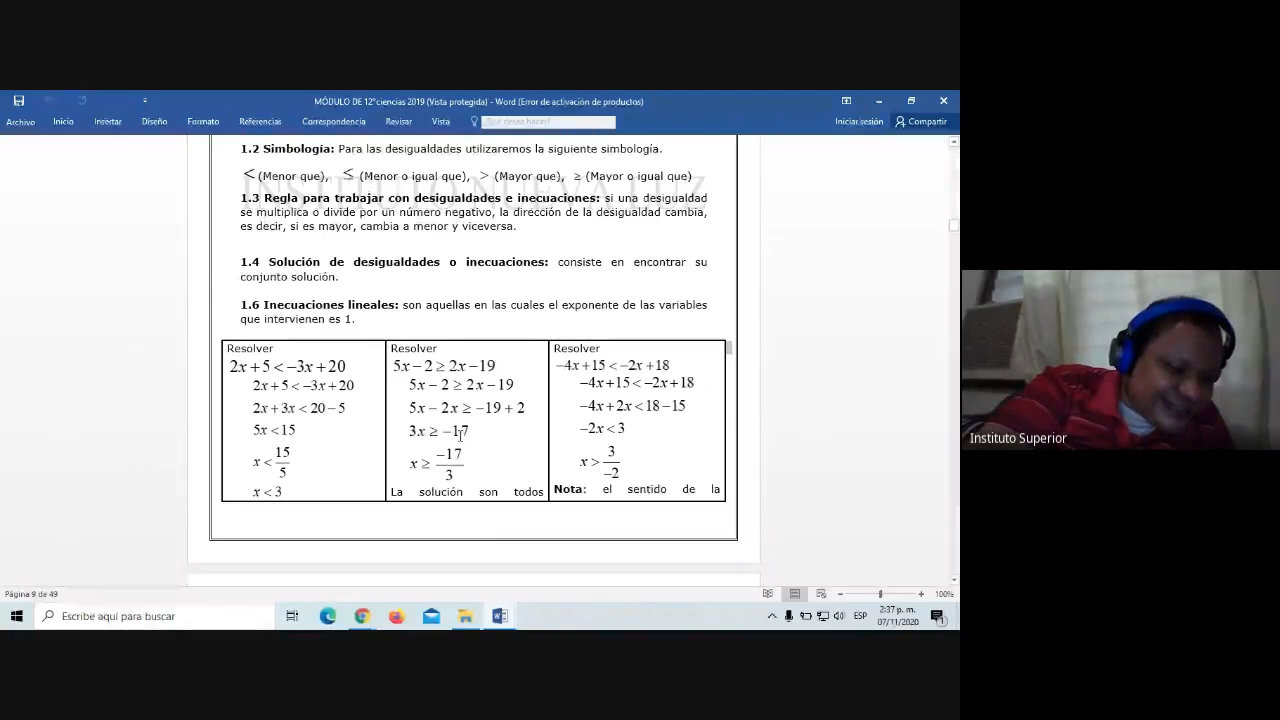 MÓDULO DE 12°ciencias 2019 (Vista protegida) - Word (Error de activación de productos)
Archivo Inicio Insertar Diseño Formato Referencias Correspondencia Revisar Vista ¿Qué desea hacer? Iniciar sesión Compartir
1.2 Simbología: Para las desigualdades utilizaremos la siguiente simbología.
< (Menor que), ≤ (Menor o igual que), > (Mayor que), ≥ (Mayor o igual que)
INSTITUTO NUEVA LUZ
1.3 Regla para trabajar con desigualdades e inecuaciones: si una desigualdad
se multiplica o divide por un número negativo, la dirección de la desigualdad cambia,
es decir, si es mayor, cambia a menor y viceversa.
1.4 Solución de desigualdades o inecuaciones: consiste en encontrar su
conjunto solución.
1.6 Inecuaciones lineales: son aquellas en las cuales el exponente de las variables
que intervienen es 1.
Resolver
2x+5<−3x+20
2x+5<−3x+20
2x+3x<20−5
5x<15
x<15/5
x<3
Resolver
5x−2≥2x−19
5x−2≥2x−19
5x−2x≥−19+2
3x≥−17
x≥−17/3
La solución son todos
Resolver
−4x+15<−2x+18
−4x+15<−2x+18
−4x+2x<18−15
−2x<3
x>3/−2
Nota: el sentido de la
Instituto Superior
Página 8 de 49
100%
Escribe aquí para buscar
ESP
2:37 p. m.
07/11/2020